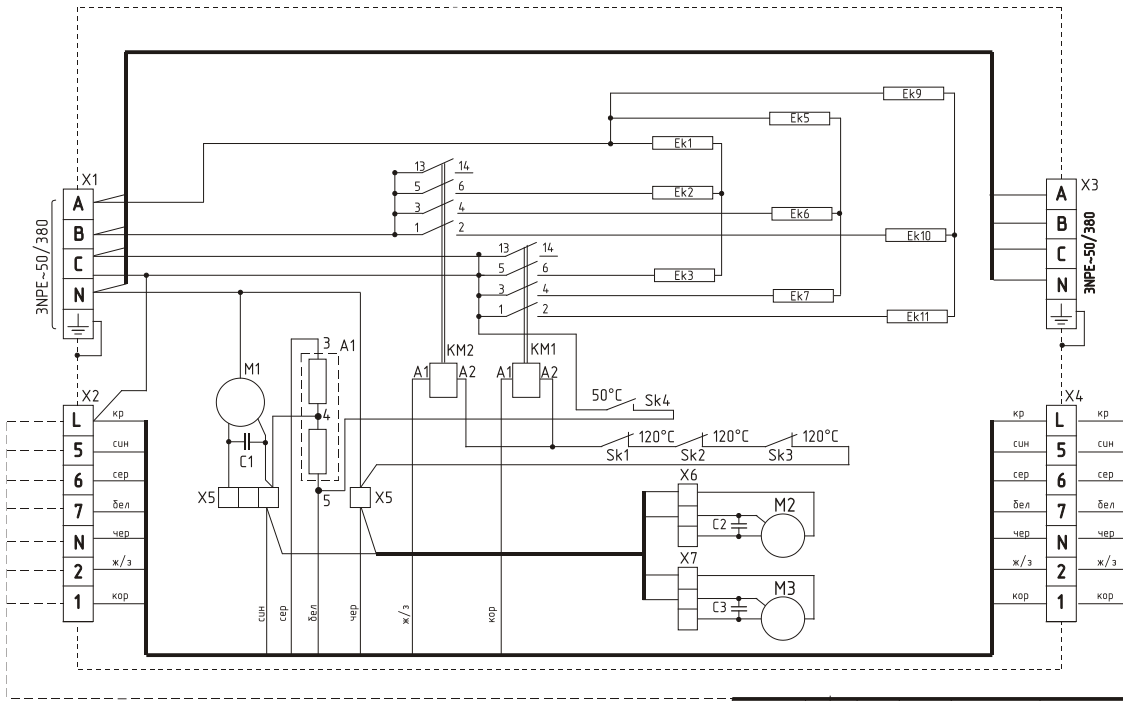 Ek9
Ek5
Ek1
13 14
5 6
Ek2
3 4
Ek6
1 2
Ek10
13 14
5 6
Ek3
3 4
Ek7
1 2
Ek11
X1
A
B
C
N
3NPE~50/380
X3
A
B
C
N
3NPE~50/380
M1
C1
3
A1
4
5
KM2
A1 A2
KM1
A1 A2
50°C
Sk4
120°C
120°C
120°C
Sk1
Sk2
Sk3
X5
X5
X6
C2
M2
X7
C3
M3
X2
L кр
5 син
6 сер
7 бел
N чер
2 ж/з
1 кор
син
сер
бел
чер
ж/з
кор
X4
кр L кр
син 5 син
сер 6 сер
бел 7 бел
чер N чер
ж/з 2 ж/з
кор 1 кор